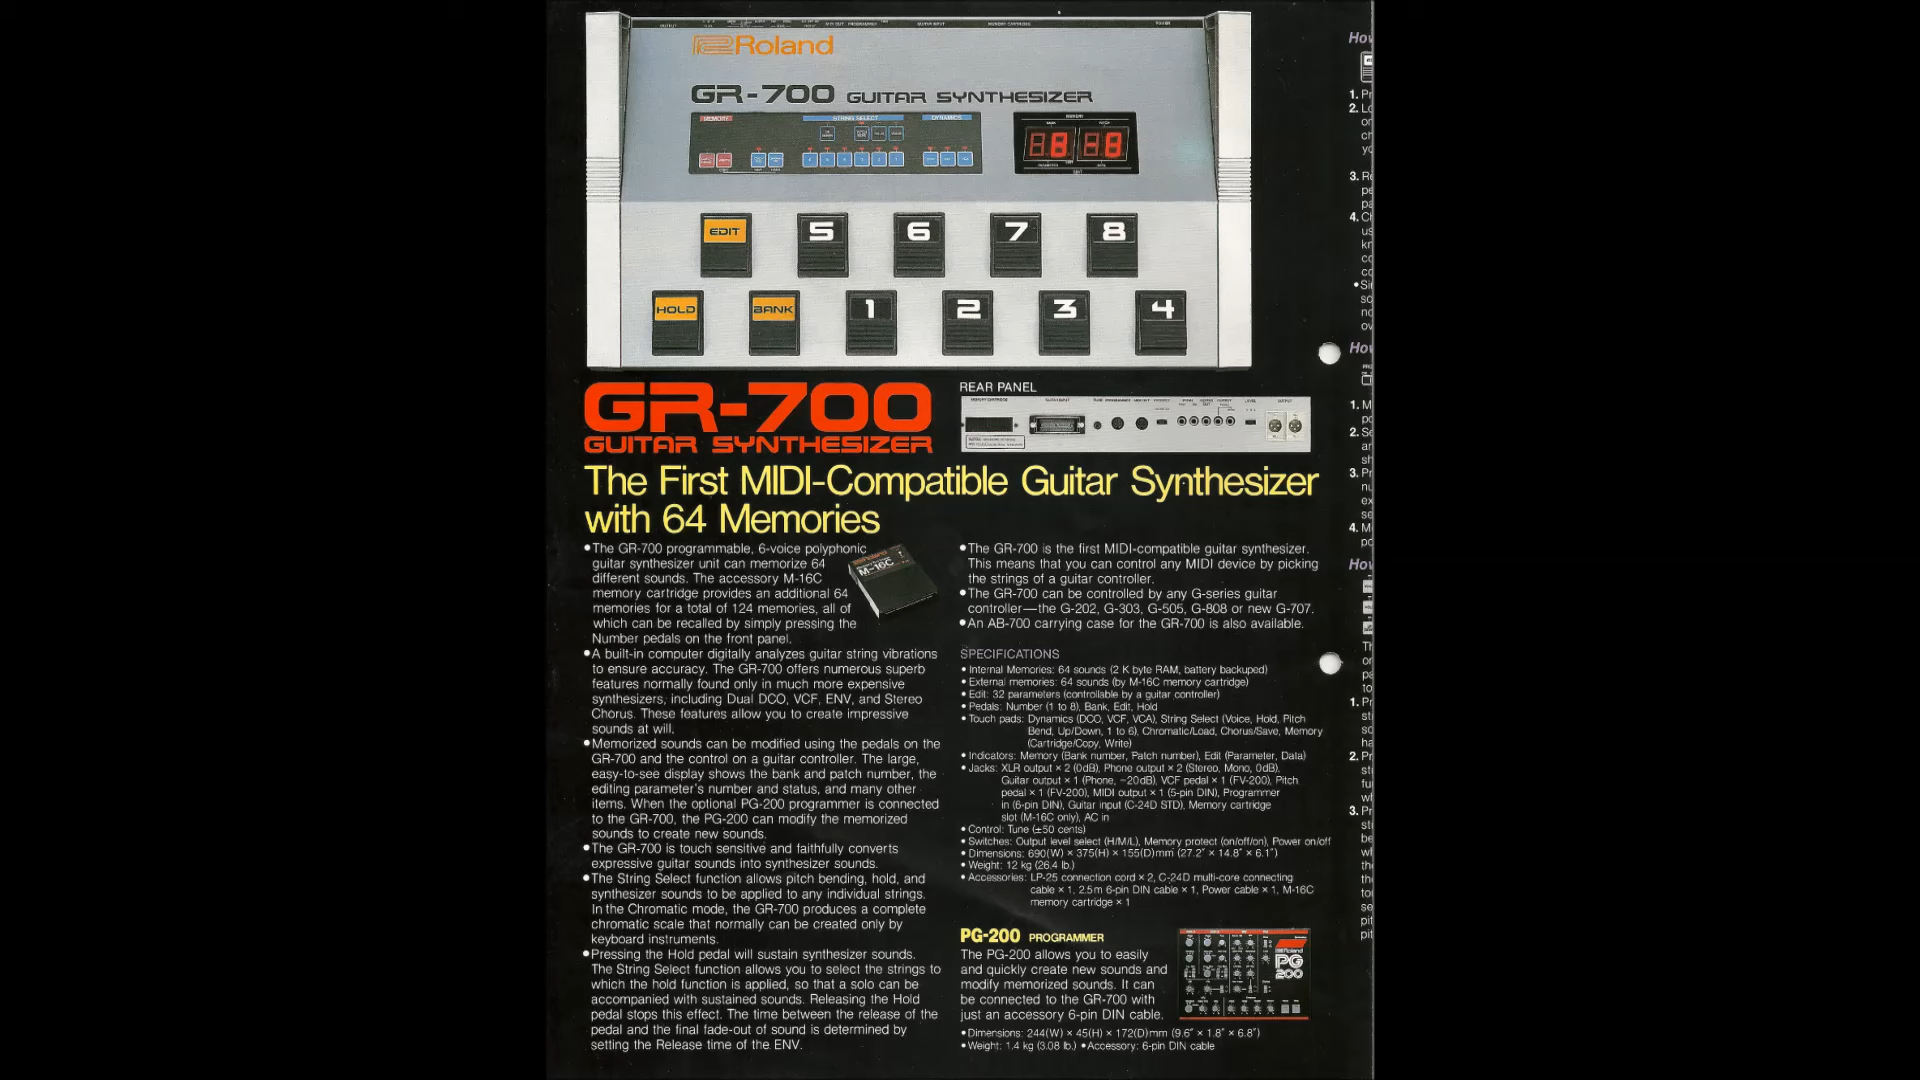 Roland
GR-700 GUITAR SYNTHESIZER
MEMORY
STRING SELECT
DYNAMICS
8 -8
EDIT
5
6
7
8
HOLD
BANK
1
2
3
4
GR-700
GUITAR SYNTHESIZER
REAR PANEL
The First MIDI-Compatible Guitar Synthesizer
with 64 Memories
•The GR-700 programmable, 6-voice polyphonic
guitar synthesizer unit can memorize 64
different sounds. The accessory M-16C
memory cartridge provides an additional 64
memories for a total of 124 memories, all of
which can be recalled by simply pressing the
Number pedals on the front panel.
Roland
M-16C
•A built-in computer digitally analyzes guitar string vibrations
to ensure accuracy. The GR-700 offers numerous superb
features normally found only in much more expensive
synthesizers, including Dual DCO, VCF, ENV, and Stereo
Chorus. These features allow you to create impressive
sounds at will.
•Memorized sounds can be modified using the pedals on the
GR-700 and the control on a guitar controller. The large,
easy-to-see display shows the bank and patch number, the
editing parameter's number and status, and many other
items. When the optional PG-200 programmer is connected
to the GR-700, the PG-200 can modify the memorized
sounds to create new sounds.
•The GR-700 is touch sensitive and faithfully converts
expressive guitar sounds into synthesizer sounds.
•The String Select function allows pitch bending, hold, and
synthesizer sounds to be applied to any individual strings.
In the Chromatic mode, the GR-700 produces a complete
chromatic scale that normally can be created only by
keyboard instruments.
•Pressing the Hold pedal will sustain synthesizer sounds.
The String Select function allows you to select the strings to
which the hold function is applied, so that a solo can be
accompanied with sustained sounds. Releasing the Hold
pedal stops this effect. The time between the release of the
pedal and the final fade-out of sound is determined by
setting the Release time of the ENV.
•The GR-700 is the first MIDI-compatible guitar synthesizer.
This means that you can control any MIDI device by picking
the strings of a guitar controller.
•The GR-700 can be controlled by any G-series guitar
controller—the G-202, G-303, G-505, G-808 or new G-707.
•An AB-700 carrying case for the GR-700 is also available.
SPECIFICATIONS
• Internal Memories: 64 sounds (2 K byte RAM, battery backuped)
• External memories: 64 sounds (by M-16C memory cartridge)
• Edit: 32 parameters (controllable by a guitar controller)
• Pedals: Number (1 to 8), Bank, Edit, Hold
• Touch pads: Dynamics (DCO, VCF, VCA), String Select (Voice, Hold, Pitch
Bend, Up/Down, 1 to 6), Chromatic/Load, Chorus/Save, Memory
(Cartridge/Copy, Write)
• Indicators: Memory (Bank number, Patch number), Edit (Parameter, Data)
• Jacks: XLR output × 2 (0dB), Phone output × 2 (Stereo, Mono, 0dB),
Guitar output × 1 (Phone, −20dB), VCF pedal × 1 (FV-200), Pitch
pedal × 1 (FV-200), MIDI output × 1 (5-pin DIN), Programmer
in (6-pin DIN), Guitar input (C-24D STD), Memory cartridge
slot (M-16C only), AC in
• Control: Tune (±50 cents)
• Switches: Output level select (H/M/L), Memory protect (on/off/on), Power on/off
• Dimensions: 690(W) × 375(H) × 155(D)mm (27.2″ × 14.8″ × 6.1″)
• Weight: 12 kg (26.4 lb.)
• Accessories: LP-25 connection cord × 2, C-24D multi-core connecting
cable × 1, 2.5m 6-pin DIN cable × 1, Power cable × 1, M-16C
memory cartridge × 1
PG-200 PROGRAMMER
The PG-200 allows you to easily
and quickly create new sounds and
modify memorized sounds. It can
be connected to the GR-700 with
just an accessory 6-pin DIN cable.
Roland
PG
200
• Dimensions: 244(W) × 45(H) × 172(D)mm (9.6″ × 1.8″ × 6.8″)
• Weight: 1.4 kg (3.08 lb.) • Accessory: 6-pin DIN cable